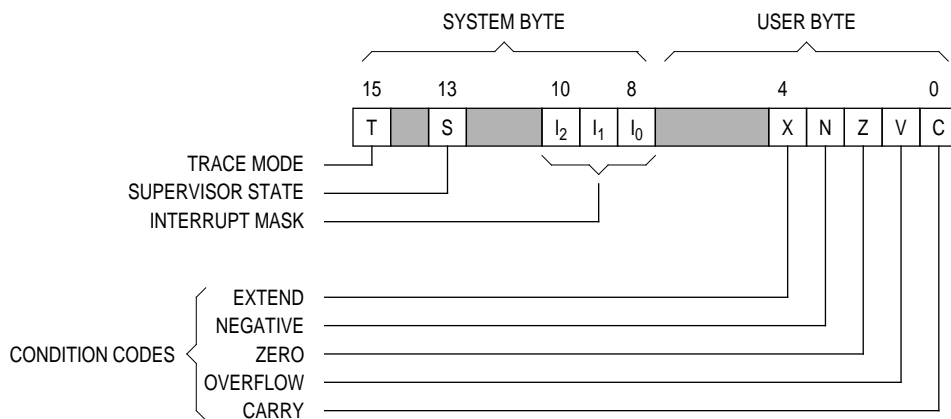 SYSTEM BYTE USER BYTE
15 13 10 8 4 0
T S I2 I1 I0 X N Z V C
TRACE MODE
SUPERVISOR STATE
INTERRUPT MASK
EXTEND
NEGATIVE
CONDITION CODES ZERO
OVERFLOW
CARRY